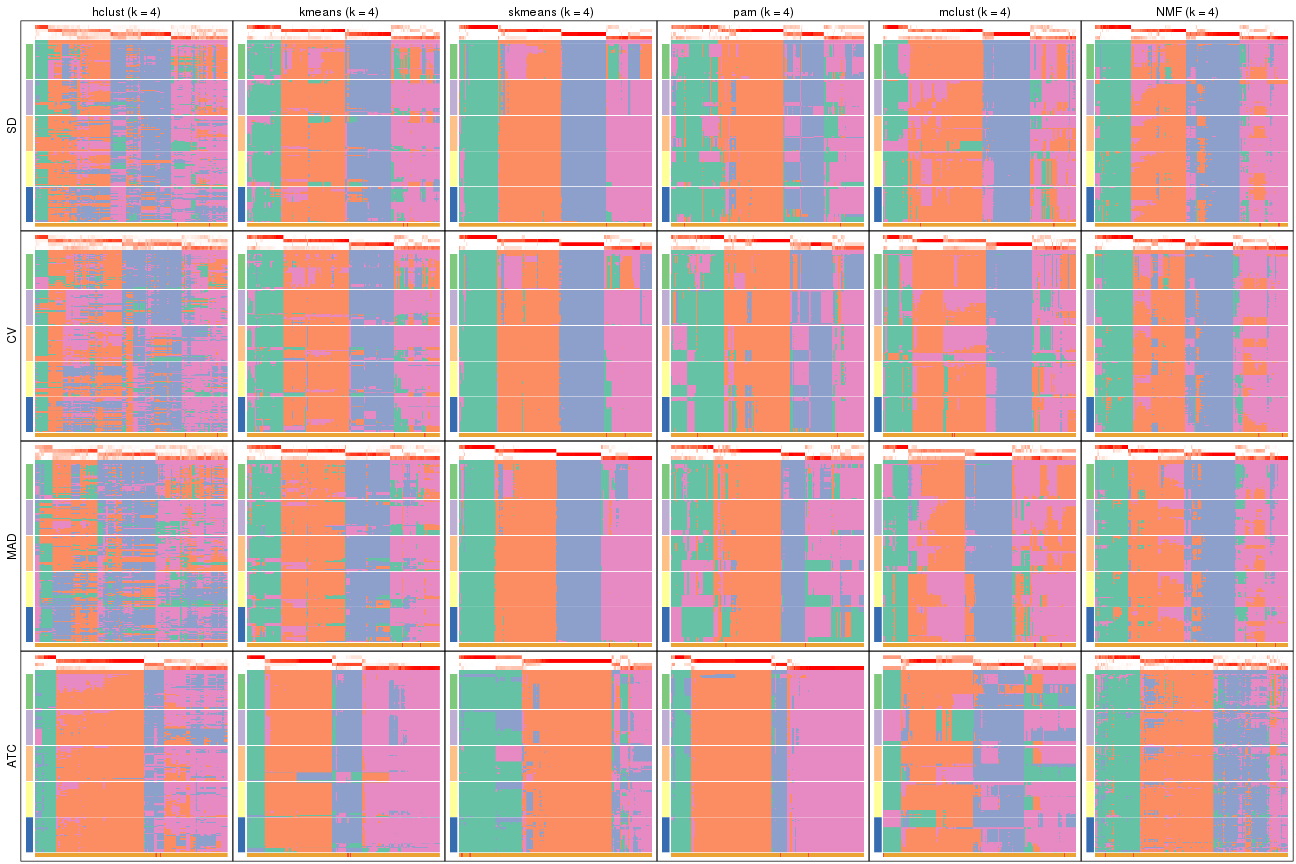 hclust (k = 4) kmeans (k = 4) skmeans (k = 4) pam (k = 4) mclust (k = 4) NMF (k = 4)
SD
CV
MAD
ATC